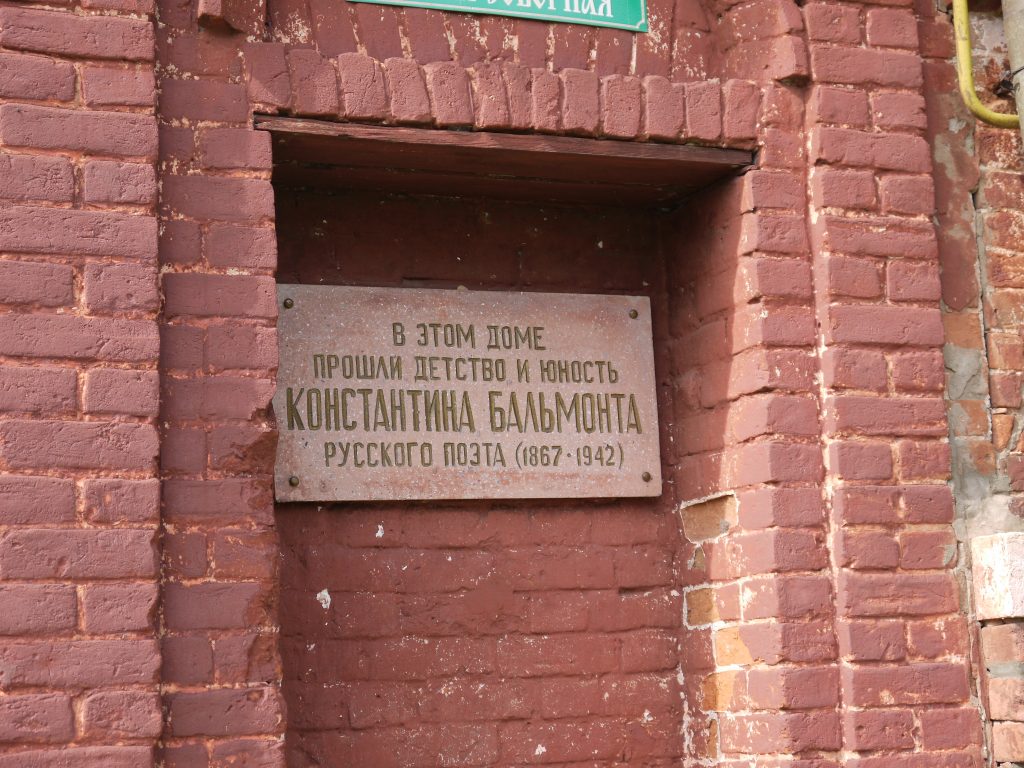 В ЭТОМ ДОМЕ
ПРОШЛИ ДЕТСТВО И ЮНОСТЬ
КОНСТАНТИНА БАЛЬМОНТА
РУССКОГО ПОЭТА (1867 · 1942)